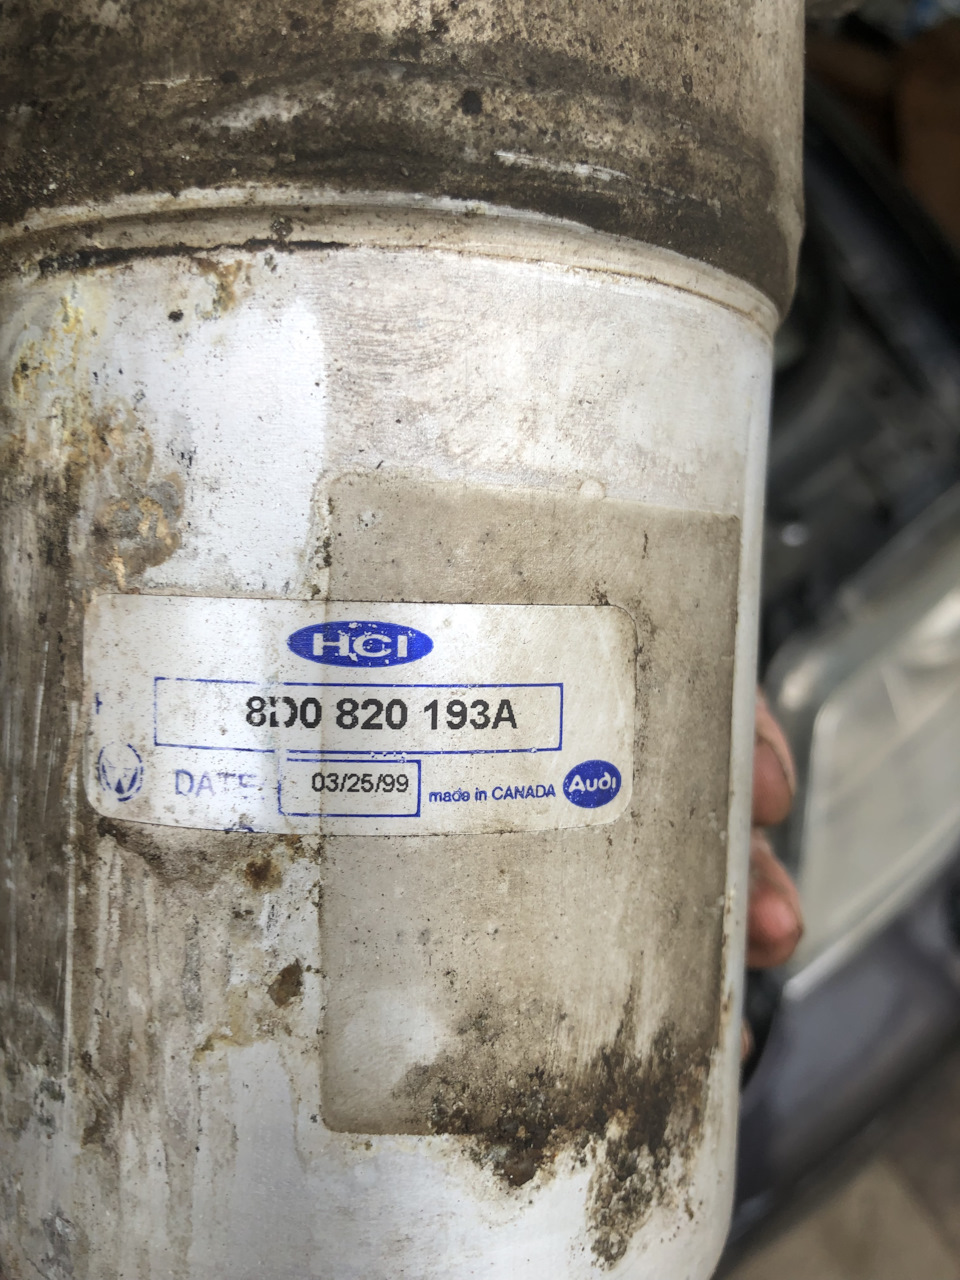 HCI
8D0 820 193A
DATE 03/25/99 made in CANADA Audi